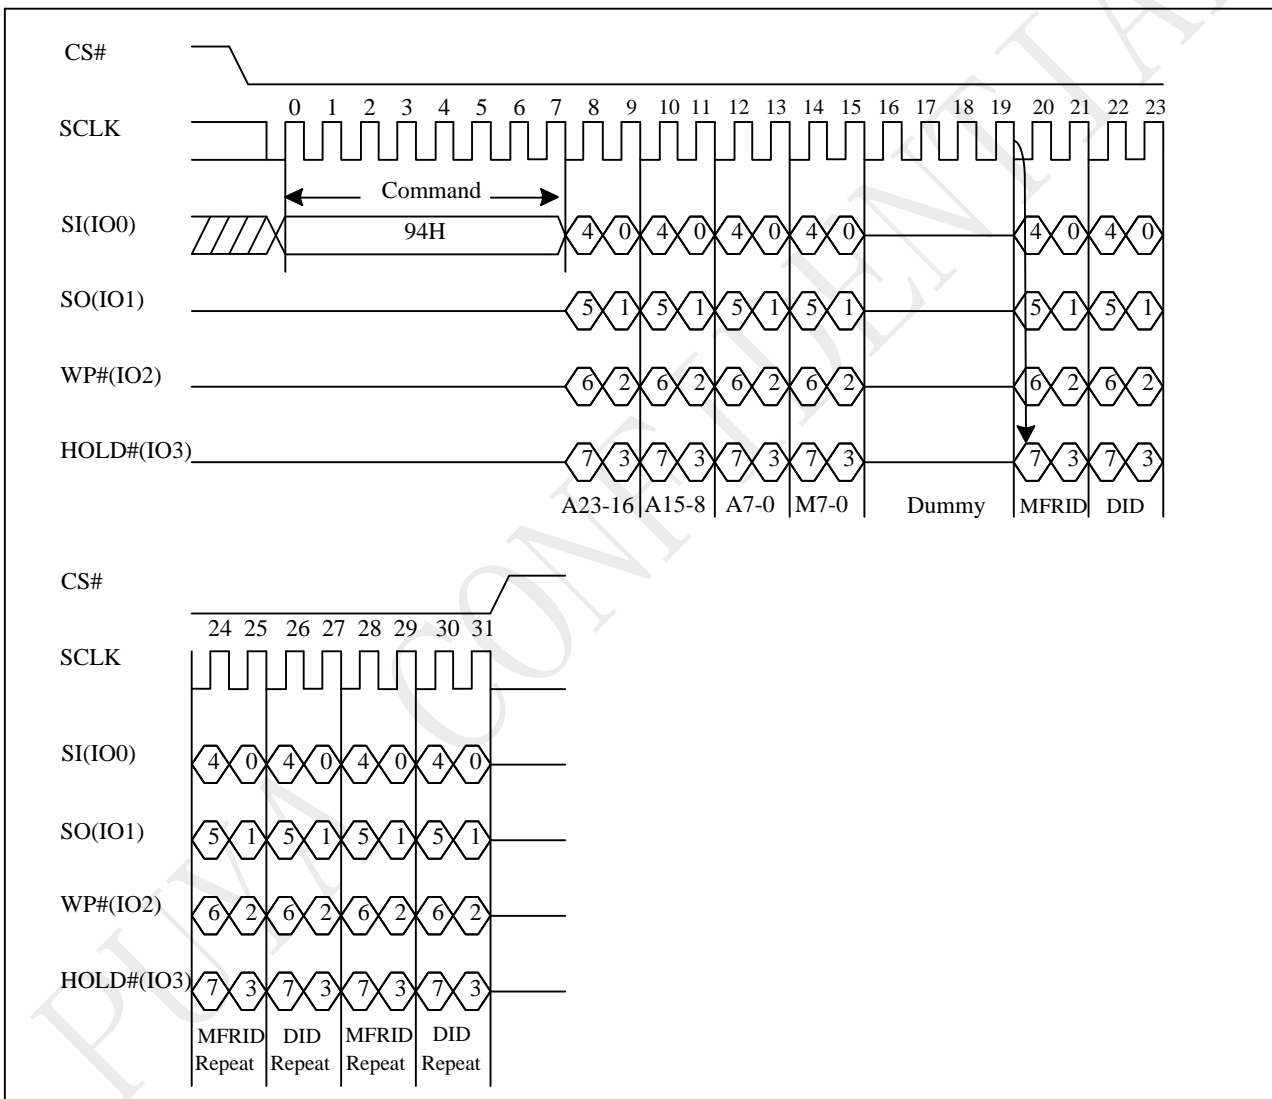 CS#
0 1 2 3 4 5 6 7 8 9 10 11 12 13 14 15 16 17 18 19 20 21 22 23
SCLK
Command
SI(IO0) 94H 4 0 4 0 4 0 4 0 4 0 4 0
SO(IO1) 5 1 5 1 5 1 5 1 5 1 5 1
WP#(IO2) 6 2 6 2 6 2 6 2 6 2 6 2
HOLD#(IO3) 7 3 7 3 7 3 7 3 7 3 7 3
A23-16 A15-8 A7-0 M7-0 Dummy MFRID DID
CS#
24 25 26 27 28 29 30 31
SCLK
SI(IO0) 4 0 4 0 4 0 4 0
SO(IO1) 5 1 5 1 5 1 5 1
WP#(IO2) 6 2 6 2 6 2 6 2
HOLD#(IO3) 7 3 7 3 7 3 7 3
MFRID DID MFRID DID
Repeat Repeat Repeat Repeat
PUYA CONFIDENTIAL